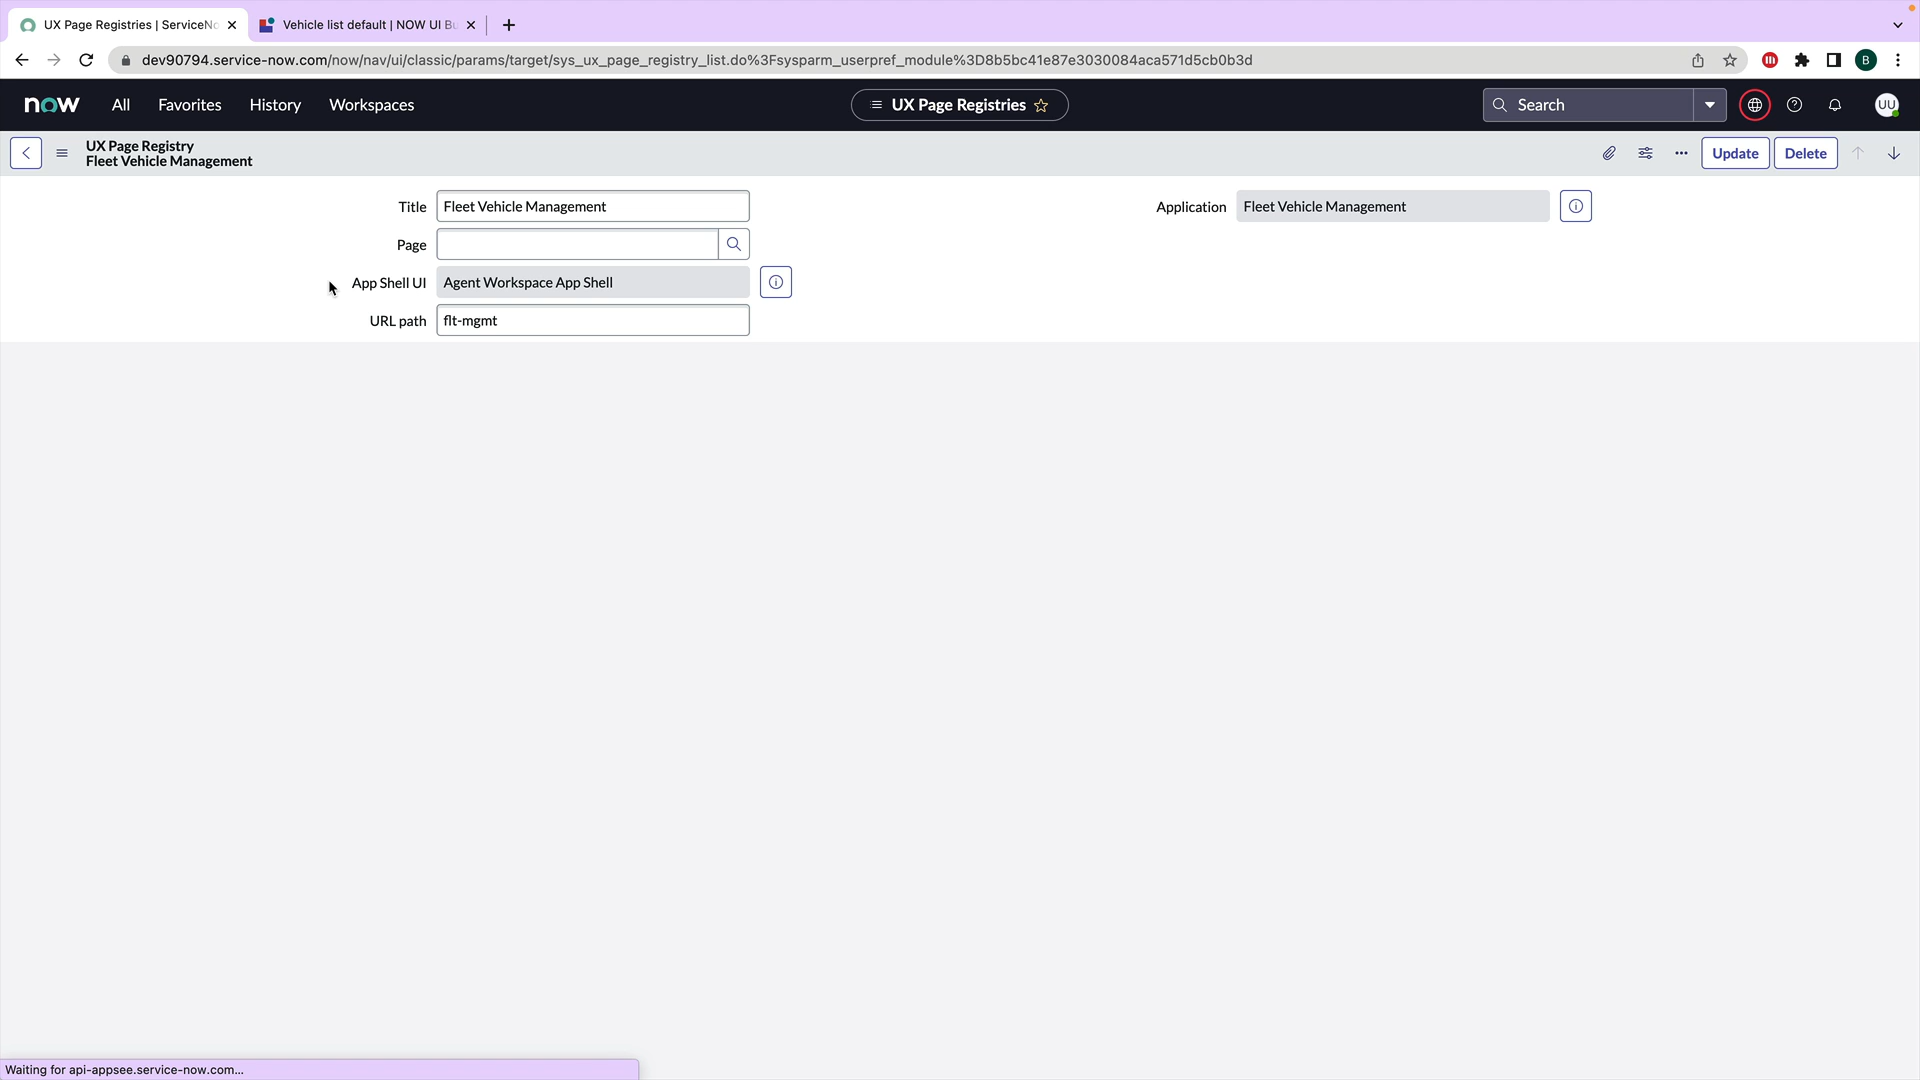 UX Page Registries | ServiceNo
Vehicle list default | NOW UI Bu
dev90794.service-now.com/now/nav/ui/classic/params/target/sys_ux_page_registry_list.do%3Fsysparm_userpref_module%3D8b5bc41e87e3030084aca571d5cb0b3d
B
now
All
Favorites
History
Workspaces
UX Page Registries
Search
UU
UX Page Registry
Fleet Vehicle Management
Update
Delete
Title
Fleet Vehicle Management
Application
Fleet Vehicle Management
Page
App Shell UI
Agent Workspace App Shell
URL path
flt-mgmt
Waiting for api-appsee.service-now.com...